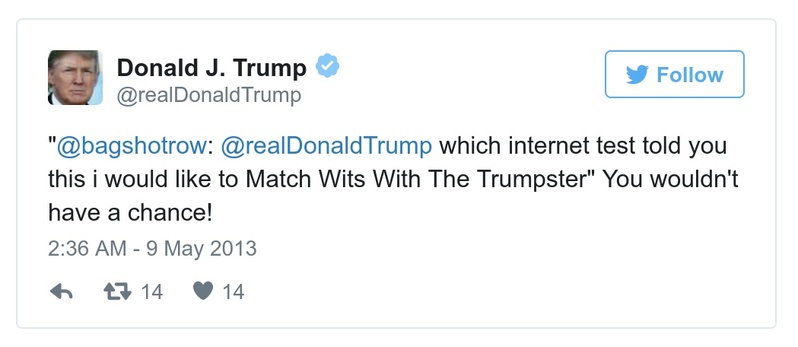 Donald J. Trump
@realDonaldTrump
Follow
"@bagshotrow: @realDonaldTrump which internet test told you
this i would like to Match Wits With The Trumpster" You wouldn't
have a chance!
2:36 AM - 9 May 2013
14 14